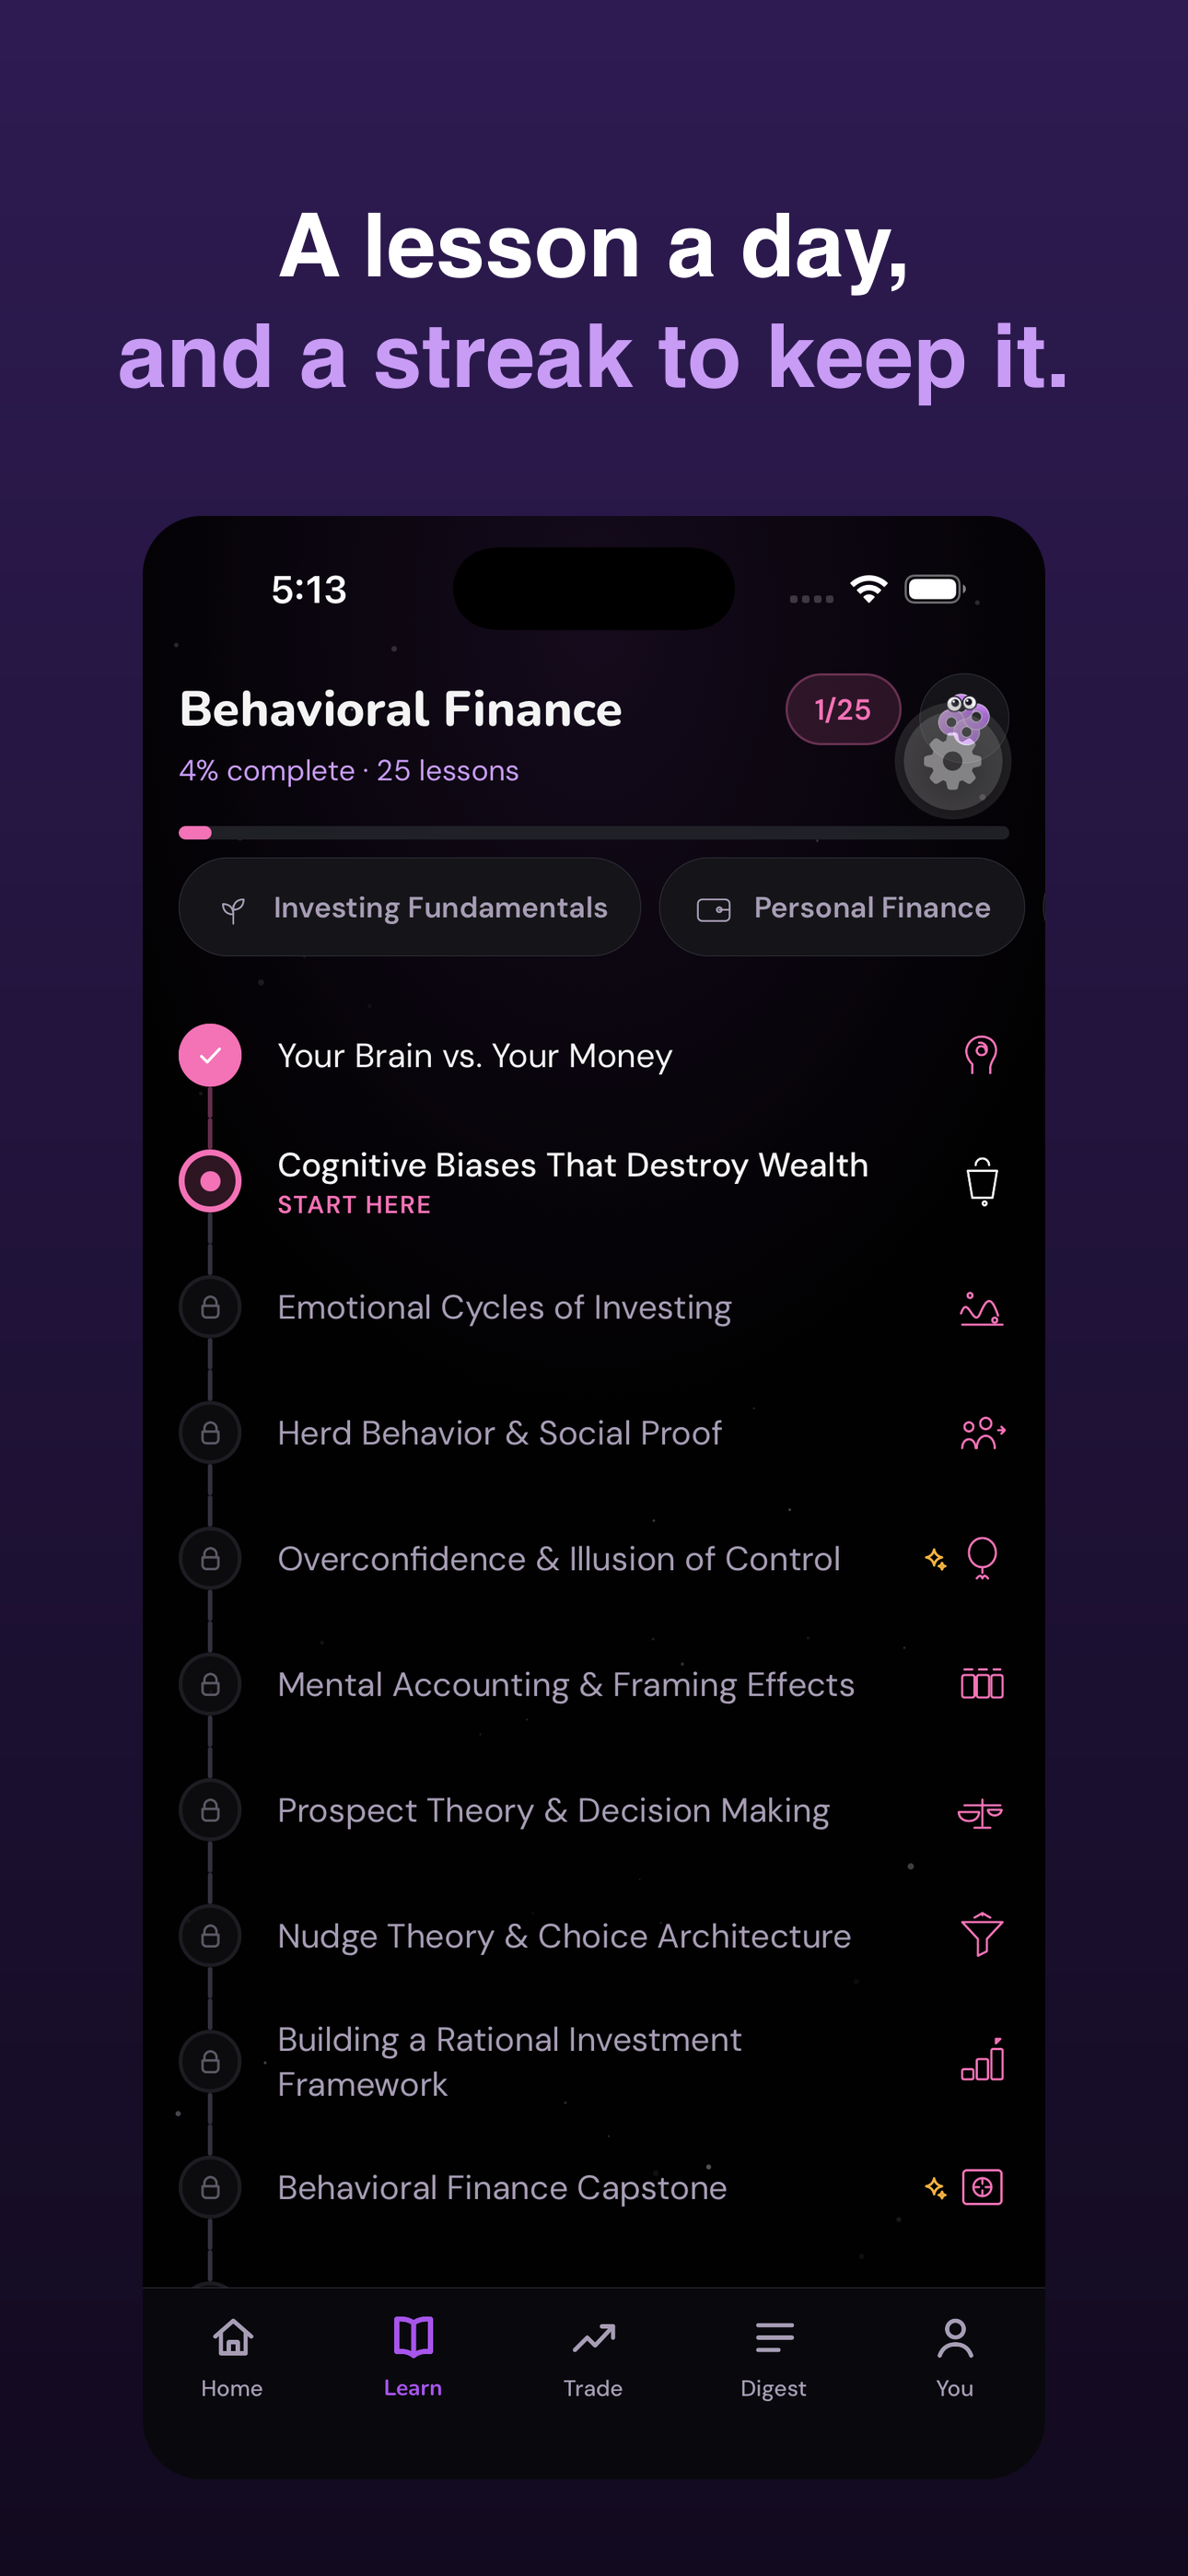 A lesson a day,
and a streak to keep it.
5:13
Behavioral Finance
1/25
4% complete · 25 lessons
Investing Fundamentals
Personal Finance
Your Brain vs. Your Money
Cognitive Biases That Destroy Wealth
START HERE
Emotional Cycles of Investing
Herd Behavior & Social Proof
Overconfidence & Illusion of Control
Mental Accounting & Framing Effects
Prospect Theory & Decision Making
Nudge Theory & Choice Architecture
Building a Rational Investment
Framework
Behavioral Finance Capstone
Home
Learn
Trade
Digest
You